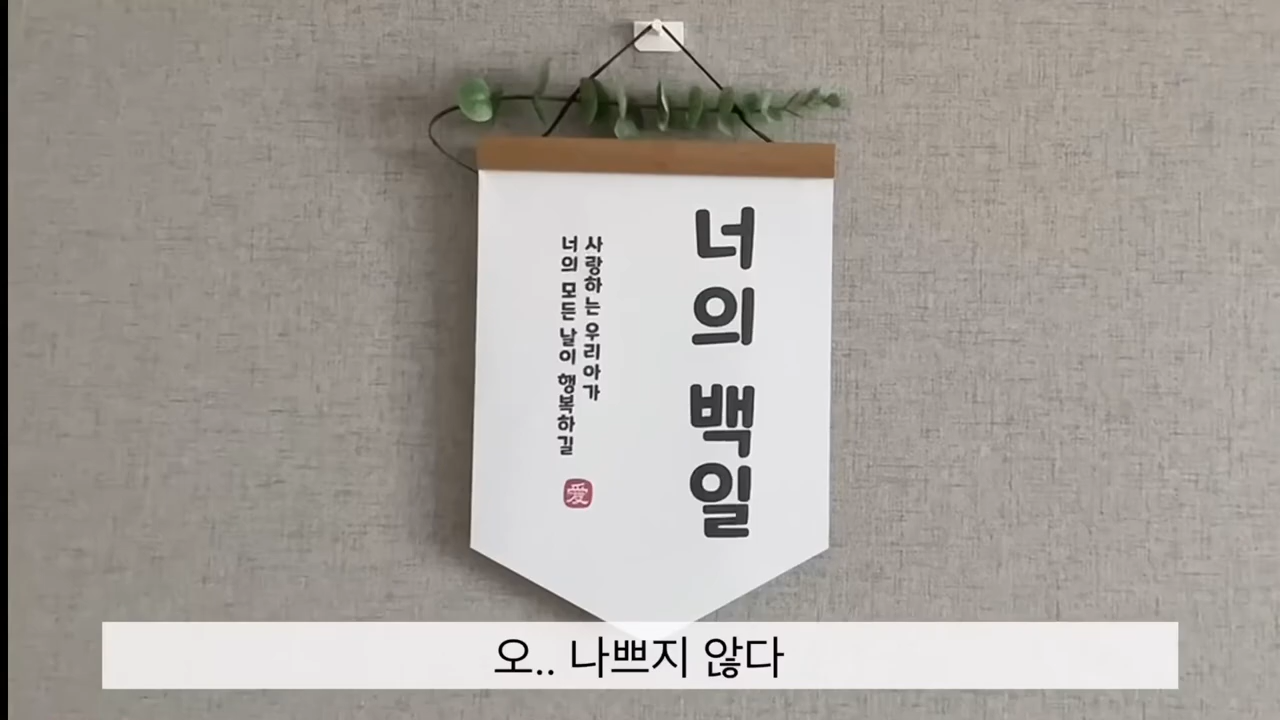 너의 백일
사랑하는 우리아가
너의 모든 날이 행복하길
爱
오.. 나쁘지 않다